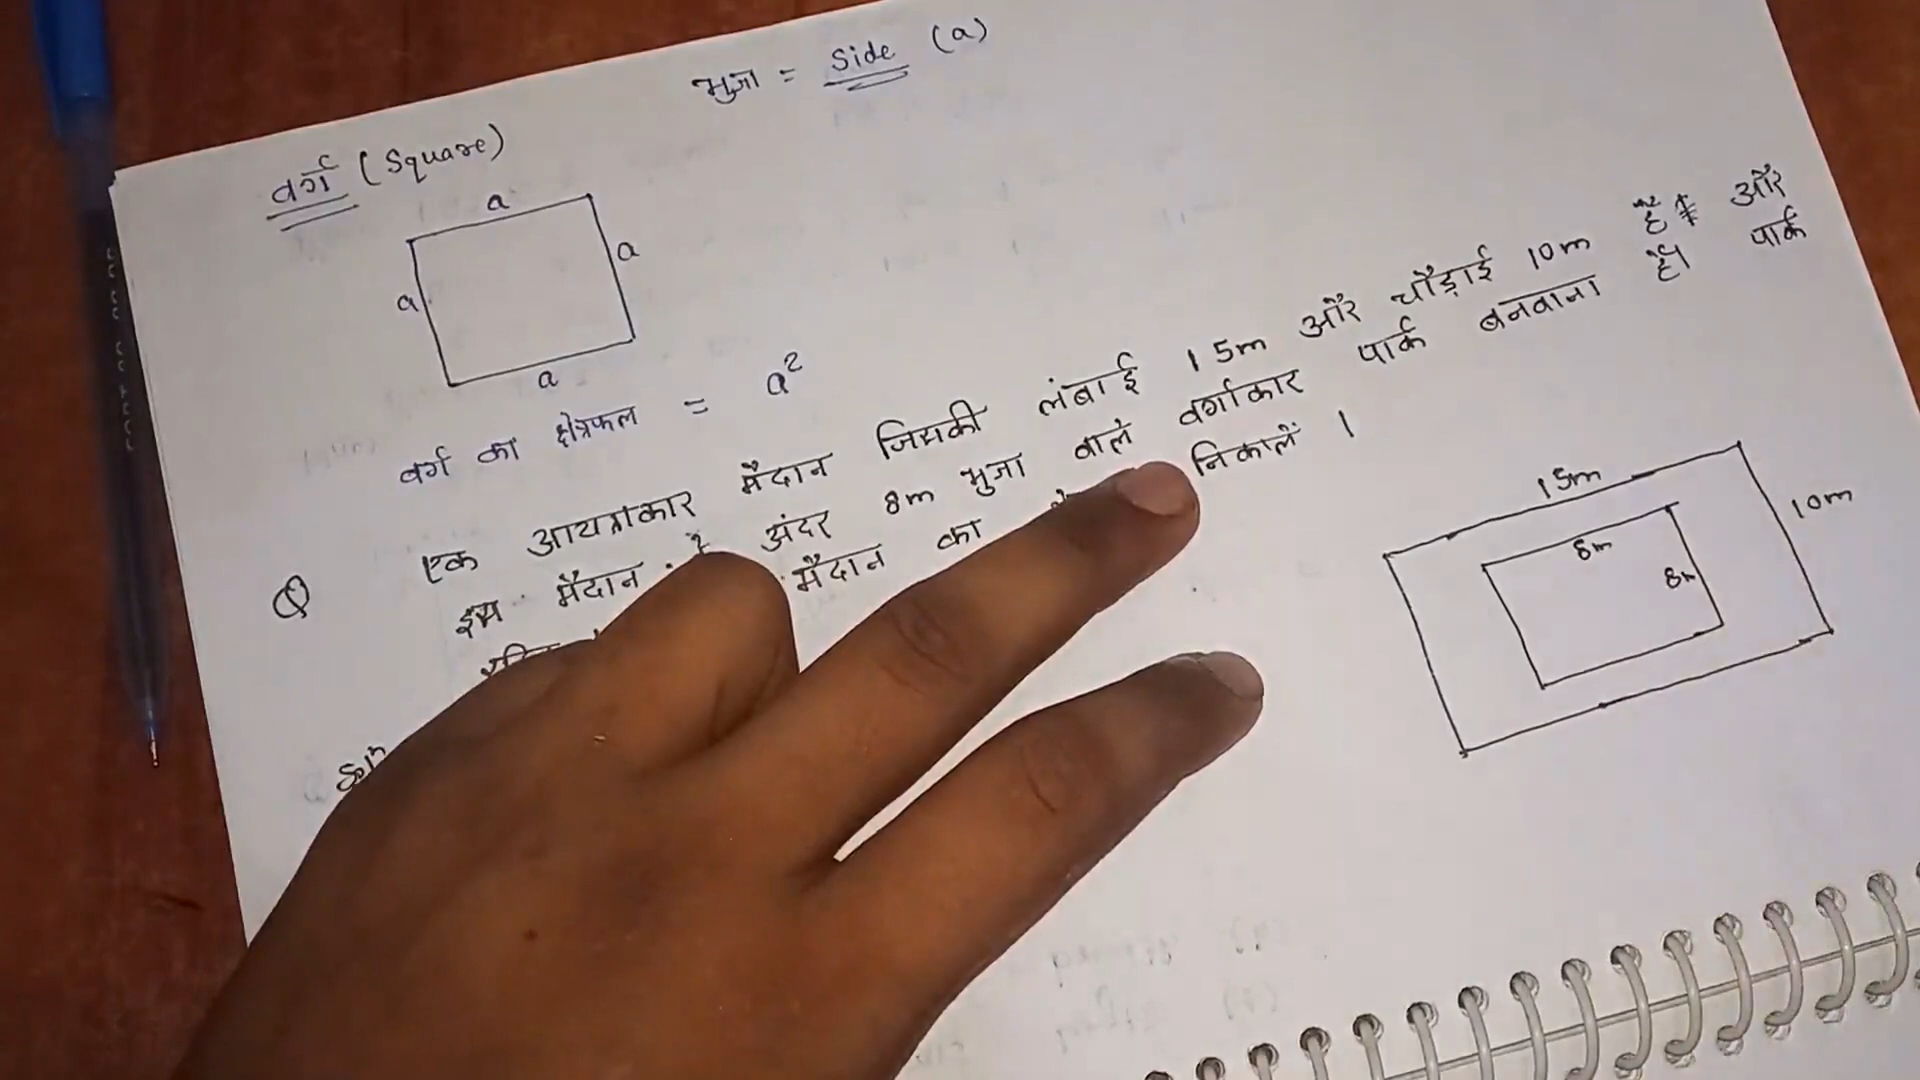 भुजा = Side (a)
वर्ग (Square)
a
a
a
a
वर्ग का क्षेत्रफल = a²
Q एक आयताकार मैदान जिसकी लंबाई 15m और चौड़ाई 10m है और
इस मैदान अंदर 8m भुजा वाले वर्गाकार पार्क बनवाना है। पार्क
मैदान का निकालें ।
15m
10m
8m
8m
Soln